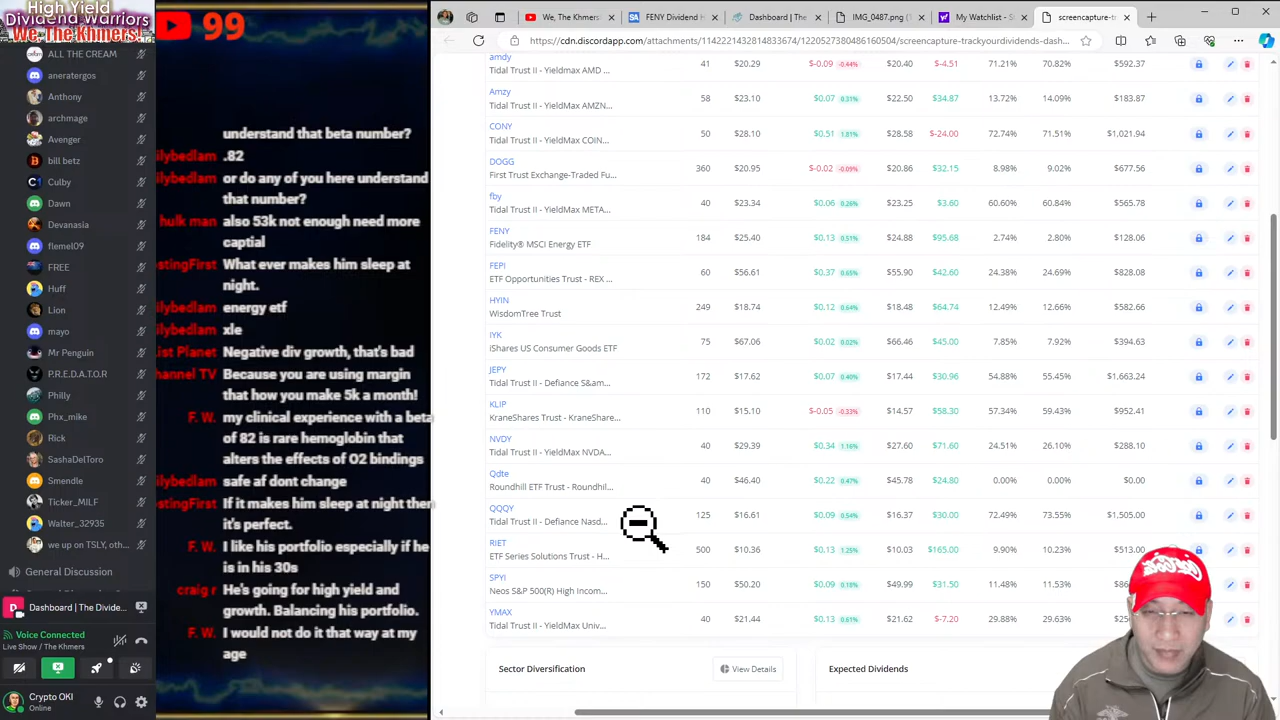 High Yield
Dividend Warriors
We, The Khmers!
ALL THE CREAM
aneratergos
Anthony
archmage
Avenger
bill betz
Culby
Dawn
Devanasia
flemel09
FREE
Huff
Lion
mayo
Mr Penguin
P.R.E.D.A.T.O.R
Philly
Phx_mike
Rick
SashaDelToro
Smendle
Ticker_MILF
Walter_32935
we up on TSLY, oth...
General Discussion
Dashboard | The Divide...
Voice Connected
Live Show / The Khmers
Crypto OKI
Online
99
understand that beta number?
ilybedlam .82
ilybedlam or do any of you here understand
that number?
hulk man also 53k not enough need more
captial
ostingFirst What ever makes him sleep at
night.
ilybedlam energy etf
ilybedlam xle
ist Planet Negative div growth, that's bad
hannel TV Because you are using margin
that how you make 5k a month!
F. W. my clinical experience with a beta
of 82 is rare hemoglobin that
alters the effects of O2 bindings
ilybedlam safe af dont change
ostingFirst If it makes him sleep at night then
it's perfect.
F. W. I like his portfolio especially if he
is in his 30s
craig r He's going for high yield and
growth. Balancing his portfolio.
F. W. I would not do it that way at my
age
We, The Khmers!
FENY Dividend H
Dashboard | The
IMG_0487.png (
My Watchlist - S
screencapture-tr
https://cdn.discordapp.com/attachments/1142221432814833674/1220527380486160504/screencapture-trackyourdividends-dash...
amdy
Tidal Trust II - Yieldmax AMD ... 41 $20.29 $-0.09 -0.44% $20.40 $-4.51 71.21% 70.82% $592.37
Amzy
Tidal Trust II - YieldMax AMZN... 58 $23.10 $0.07 0.31% $22.50 $34.87 13.72% 14.09% $183.87
CONY
Tidal Trust II - YieldMax COIN... 50 $28.10 $0.51 1.81% $28.58 $-24.00 72.74% 71.51% $1,021.94
DOGG
First Trust Exchange-Traded Fu... 360 $20.95 $-0.02 -0.09% $20.86 $32.15 8.98% 9.02% $677.56
fby
Tidal Trust II - YieldMax META... 40 $23.34 $0.06 0.26% $23.25 $3.60 60.60% 60.84% $565.78
FENY
Fidelity® MSCI Energy ETF 184 $25.40 $0.13 0.51% $24.88 $95.68 2.74% 2.80% $128.06
FEPI
ETF Opportunities Trust - REX ... 60 $56.61 $0.37 0.65% $55.90 $42.60 24.38% 24.69% $828.08
HYIN
WisdomTree Trust 249 $18.74 $0.12 0.64% $18.48 $64.74 12.49% 12.66% $582.66
IYK
iShares US Consumer Goods ETF 75 $67.06 $0.02 0.02% $66.46 $45.00 7.85% 7.92% $394.63
JEPY
Tidal Trust II - Defiance S&am... 172 $17.62 $0.07 0.40% $17.44 $30.96 54.88% 55.45% $1,663.24
KLIP
KraneShares Trust - KraneShare... 110 $15.10 $-0.05 -0.33% $14.57 $58.30 57.34% 59.43% $952.41
NVDY
Tidal Trust II - YieldMax NVDA... 40 $29.39 $0.34 1.16% $27.60 $71.60 24.51% 26.10% $288.10
Qdte
Roundhill ETF Trust - Roundhil... 40 $46.40 $0.22 0.47% $45.78 $24.80 0.00% 0.00% $0.00
QQQY
Tidal Trust II - Defiance Nasd... 125 $16.61 $0.09 0.54% $16.37 $30.00 72.49% 73.55% $1,505.00
RIET
ETF Series Solutions Trust - H... 500 $10.36 $0.13 1.25% $10.03 $165.00 9.90% 10.23% $513.00
SPYI
Neos S&P 500(R) High Incom... 150 $50.20 $0.09 0.18% $49.99 $31.50 11.48% 11.53%
YMAX
Tidal Trust II - YieldMax Univ... 40 $21.44 $0.13 0.61% $21.62 $-7.20 29.88% 29.63%
Sector Diversification
View Details
Expected Dividends